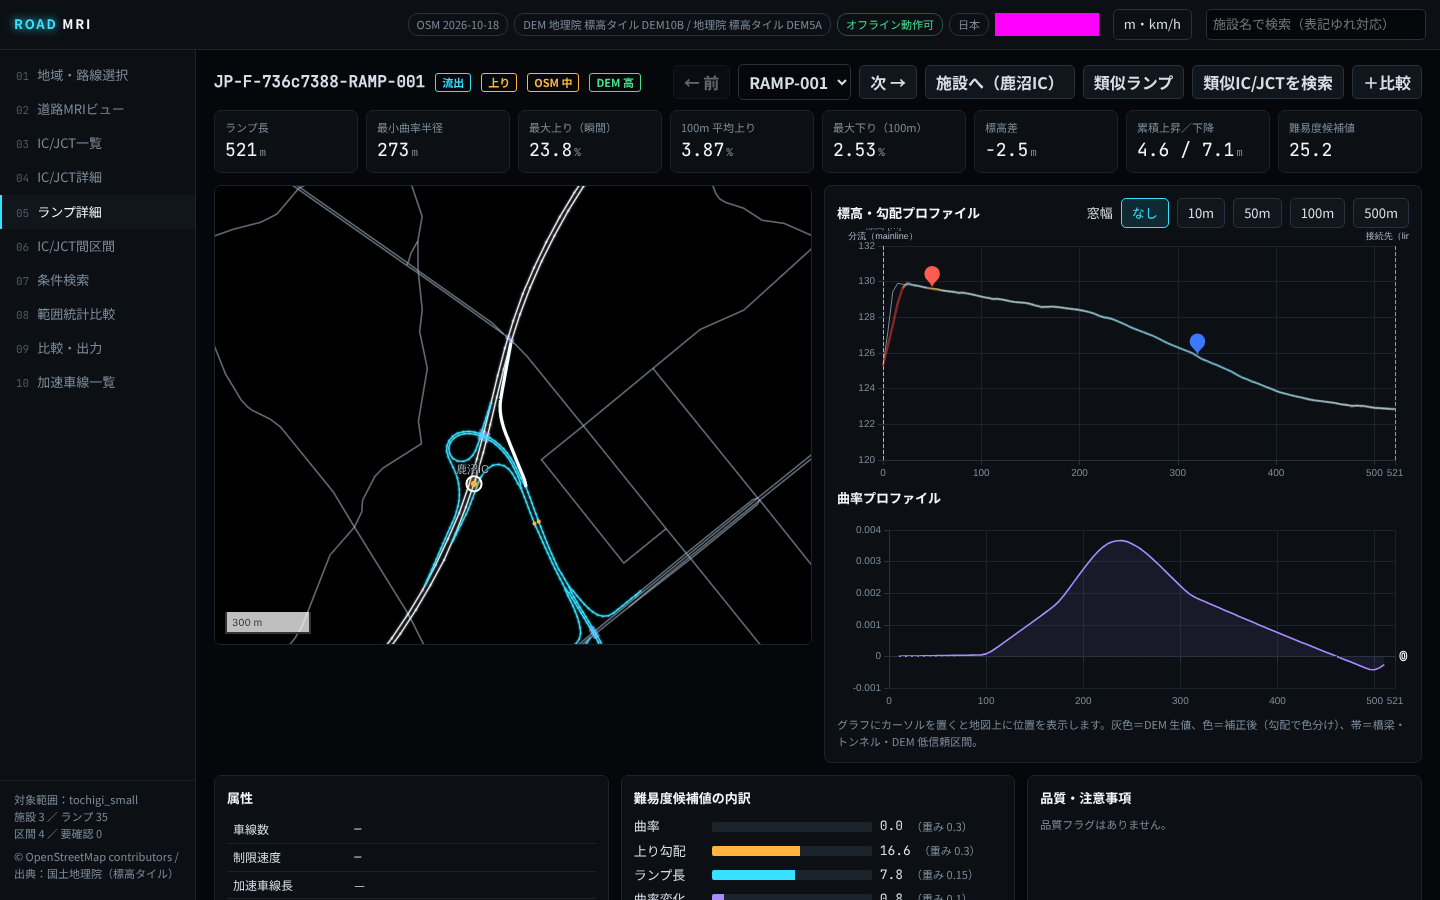 ROAD MRI
OSM 2026-10-18
DEM 地理院 標高タイル DEM10B / 地理院 標高タイル DEM5A
オフライン動作可
日本
m・km/h
施設名で検索（表記ゆれ対応）
01 地域・路線選択
02 道路MRIビュー
03 IC/JCT一覧
04 IC/JCT詳細
05 ランプ詳細
06 IC/JCT間区間
07 条件検索
08 範囲統計比較
09 比較・出力
10 加速車線一覧
対象範囲：tochigi_small
施設 3 ／ ランプ 35
区間 4 ／ 要確認 0
© OpenStreetMap contributors /
出典：国土地理院（標高タイル）
JP-F-736c7388-RAMP-001
流出
上り
OSM 中
DEM 高
← 前
RAMP-001
次 →
施設へ（鹿沼IC）
類似ランプ
類似IC/JCTを検索
＋比較
ランプ長
521 m
最小曲率半径
273 m
最大上り（瞬間）
23.8 %
100m 平均上り
3.87 %
最大下り（100m）
2.53 %
標高差
-2.5 m
累積上昇／下降
4.6 / 7.1 m
難易度候補値
25.2
鹿沼IC
300 m
標高・勾配プロファイル
窓幅
なし
10m
50m
100m
500m
分流（mainline）
接続先（lir
132
130
128
126
124
122
120
0 100 200 300 400 500 521
曲率プロファイル
0.004
0.003
0.002
0.001
0
-0.001
0 100 200 300 400 500 521
0
グラフにカーソルを置くと地図上に位置を表示します。灰色＝DEM 生値、色＝補正後（勾配で色分け）、帯＝橋梁・
トンネル・DEM 低信頼区間。
属性
車線数 —
制限速度 —
加速車線長 —
難易度候補値の内訳
曲率 0.0 （重み 0.3）
上り勾配 16.6 （重み 0.3）
ランプ長 7.8 （重み 0.15）
曲率変化 0.8 （重み 0.1）
品質・注意事項
品質フラグはありません。